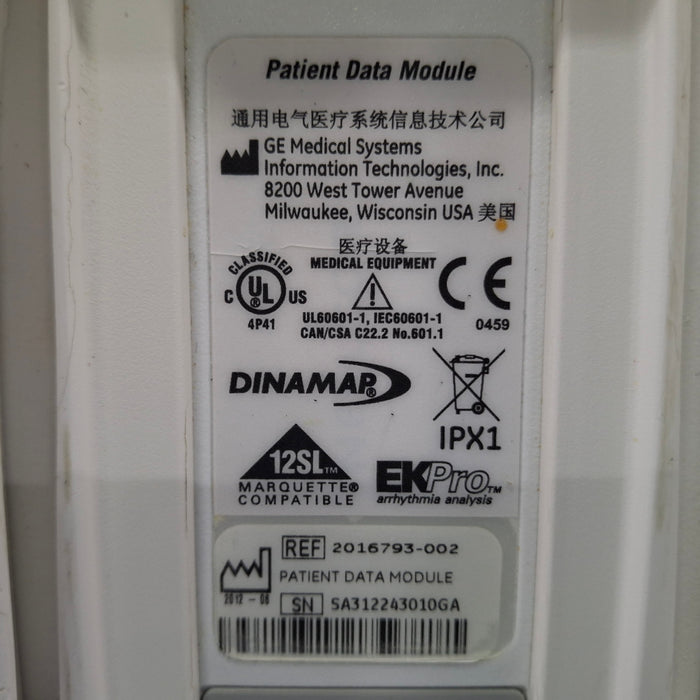 Patient Data Module
通用电气医疗系统信息技术公司
GE Medical Systems
Information Technologies, Inc.
8200 West Tower Avenue
Milwaukee, Wisconsin USA 美国
医疗设备
MEDICAL EQUIPMENT
CLASSIFIED
C UL® US
4P41
UL60601-1, IEC60601-1
CAN/CSA C22.2 No.601.1
CE
0459
DINAMAP®
IPX1
12SL™
MARQUETTE®
COMPATIBLE
EKPro™
arrhythmia analysis
REF 2016793-002
PATIENT DATA MODULE
2012-08
SN SA312243010GA